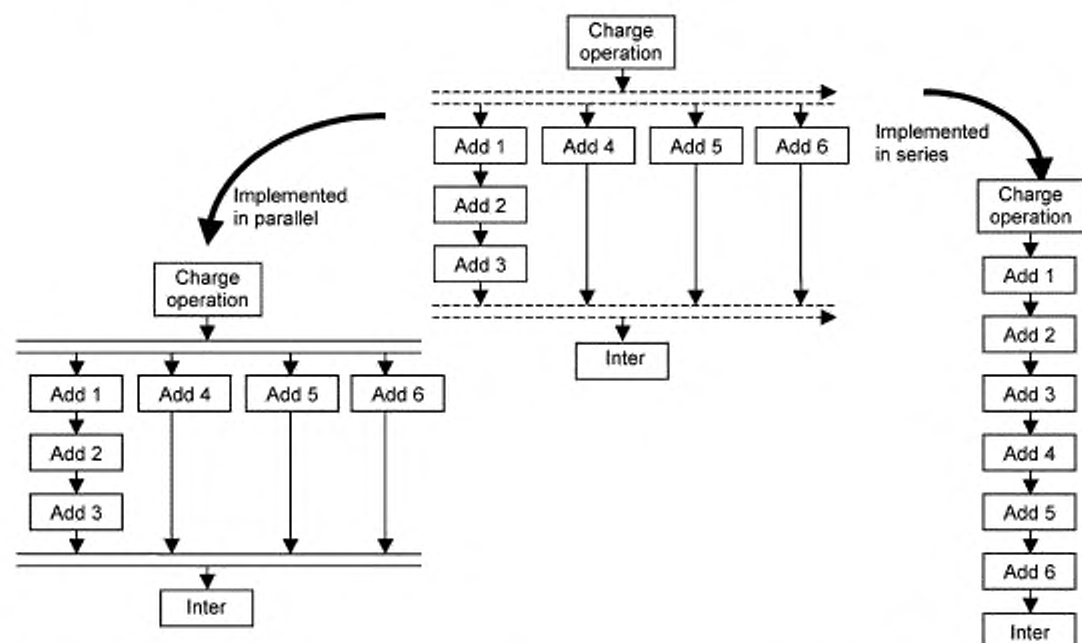 Charge
operation
Add 1
Add 4
Add 5
Add 6
Add 2
Add 3
Inter
Implemented
in parallel
Implemented
in series
Charge
operation
Add 1
Add 4
Add 5
Add 6
Add 2
Add 3
Inter
Charge
operation
Add 1
Add 2
Add 3
Add 4
Add 5
Add 6
Inter